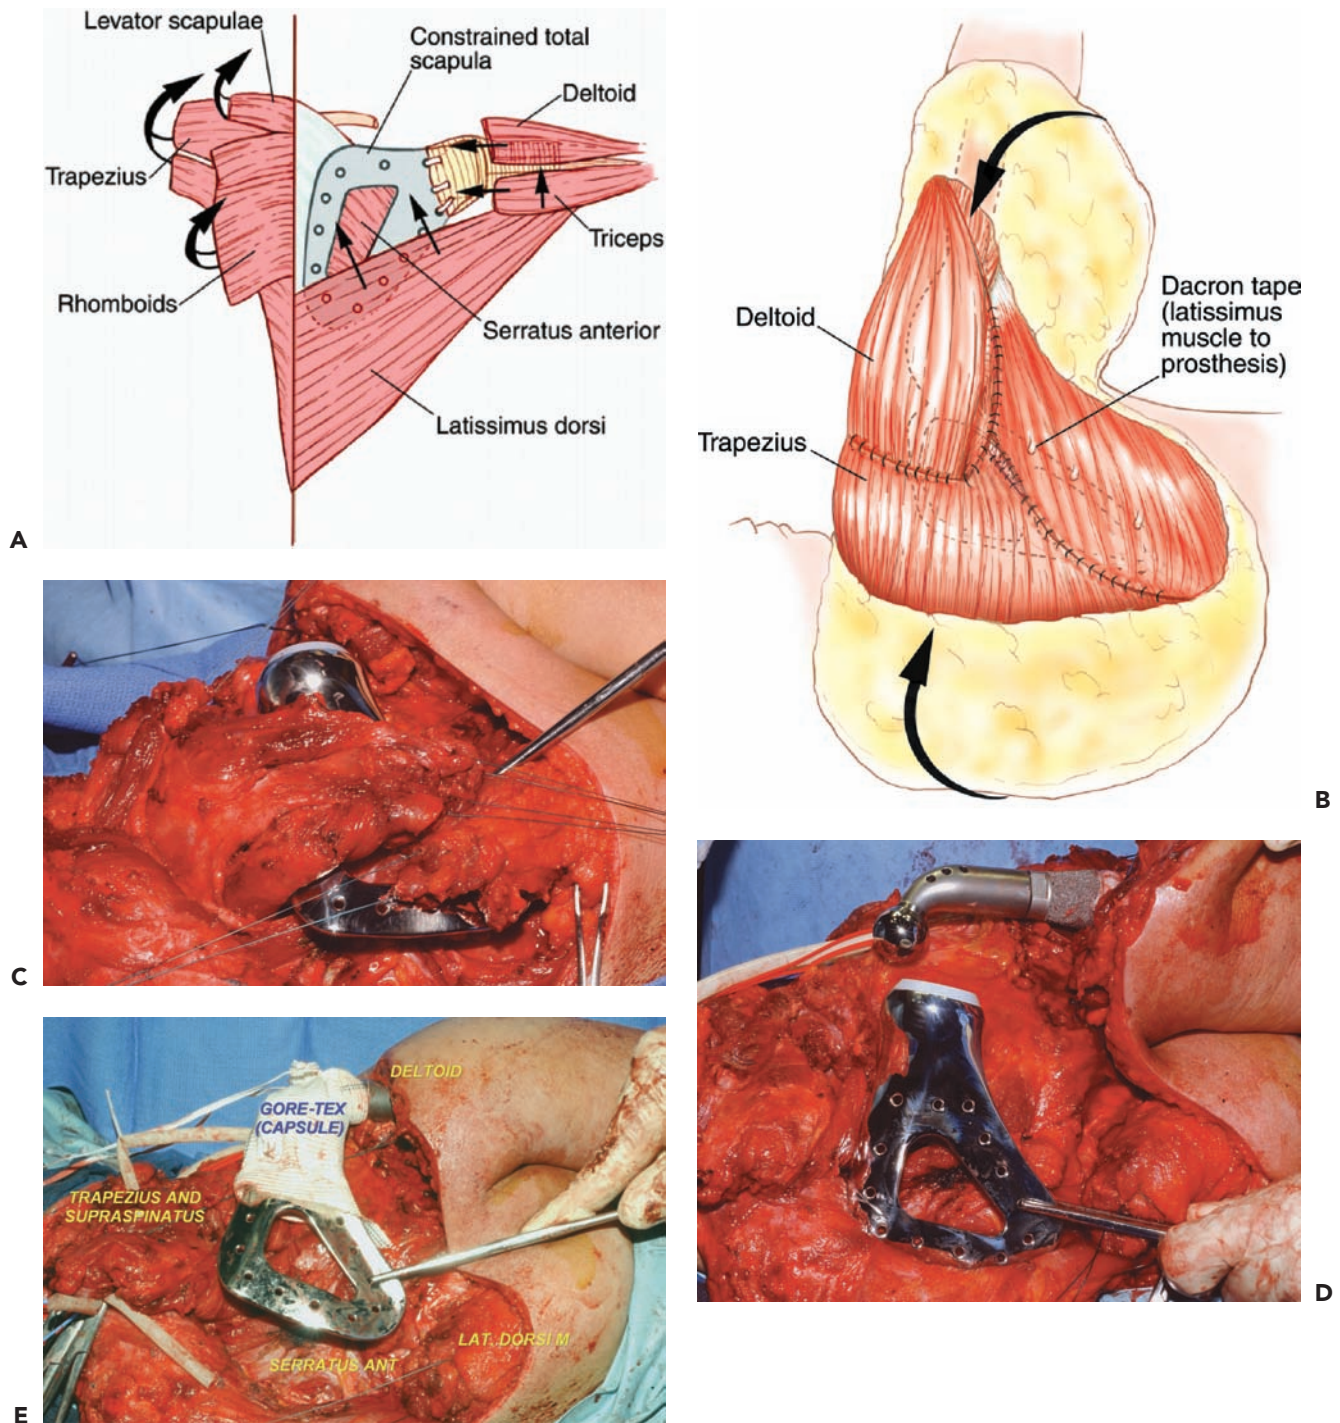 Levator scapulae
Constrained total
scapula
Deltoid
Trapezius
Triceps
Rhomboids
Serratus anterior
Latissimus dorsi
A
Deltoid
Dacron tape
(latissimus
muscle to
prosthesis)
Trapezius
B
C
D
DELTOID
GORE-TEX
(CAPSULE)
TRAPEZIUS AND
SUPRASPINATUS
LAT. DORSI M
SERRATUS ANT
E